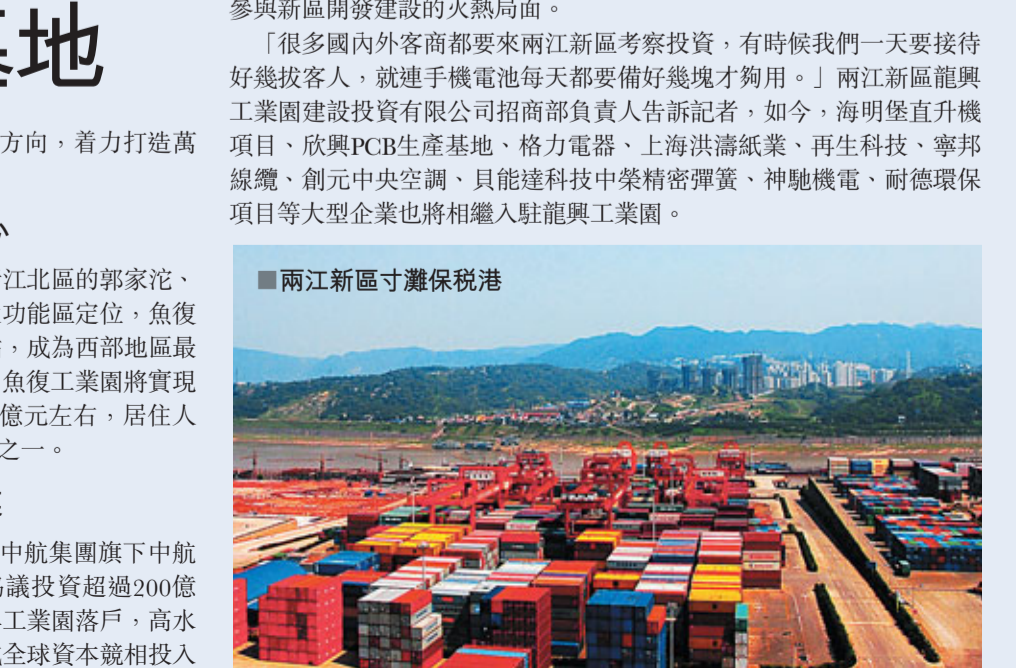 地
方向，着力打造萬
江北區的郭家沱、
功能區定位，魚復
，成為西部地區最
魚復工業園將實現
億元左右，居住人
之一。
中航集團旗下中航
議投資超過200億
工業園落戶，高水
全球資本競相投入
參與新區開發建設的火熱局面。
「很多國內外客商都要來兩江新區考察投資，有時候我們一天要接待
好幾拔客人，就連手機電池每天都要備好幾塊才夠用。」兩江新區龍興
工業園建設投資有限公司招商部負責人告訴記者，如今，海明堡直升機
項目、欣興PCB生產基地、格力電器、上海洪濤紙業、再生科技、寧邦
線纜、創元中央空調、貝能達科技中榮精密彈簧、神馳機電、耐德環保
項目等大型企業也將相繼入駐龍興工業園。
■兩江新區寸灘保税港